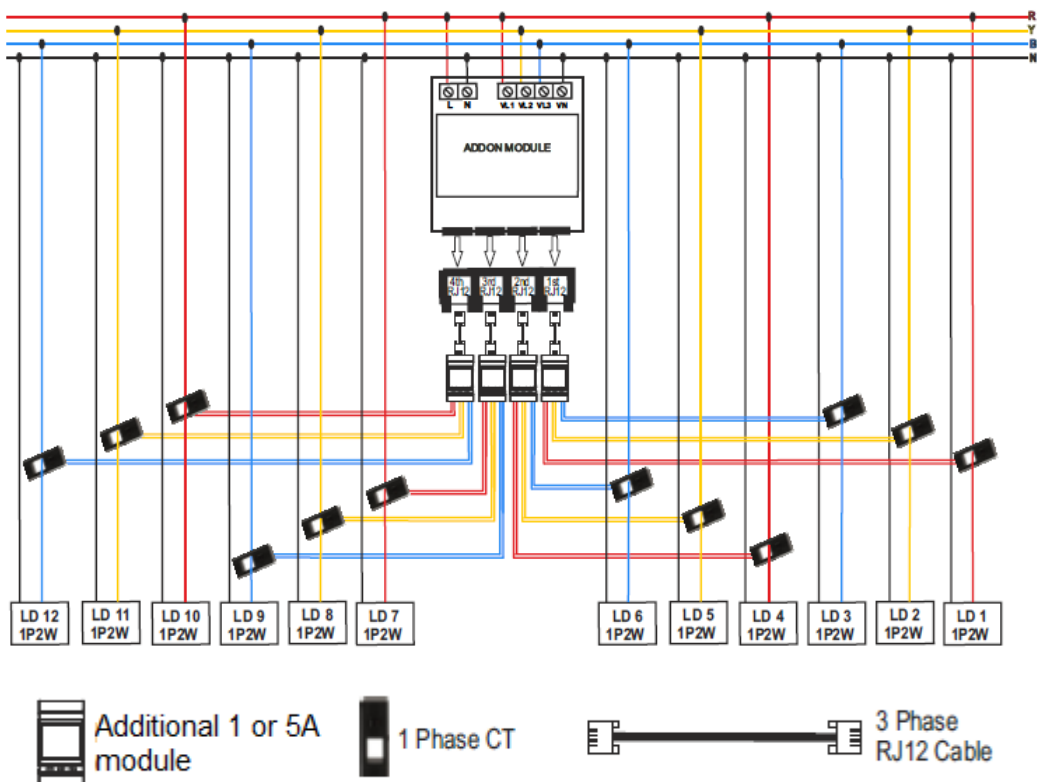 R
Y
B
N
L N VL1 VL2 VL3 VN
ADDON MODULE
4th 3rd 2nd 1st
RJ12 RJ12 RJ12 RJ12
LD 12 LD 11 LD 10 LD 9 LD 8 LD 7 LD 6 LD 5 LD 4 LD 3 LD 2 LD 1
1P2W 1P2W 1P2W 1P2W 1P2W 1P2W 1P2W 1P2W 1P2W 1P2W 1P2W 1P2W
Additional 1 or 5A
module
1 Phase CT
3 Phase
RJ12 Cable